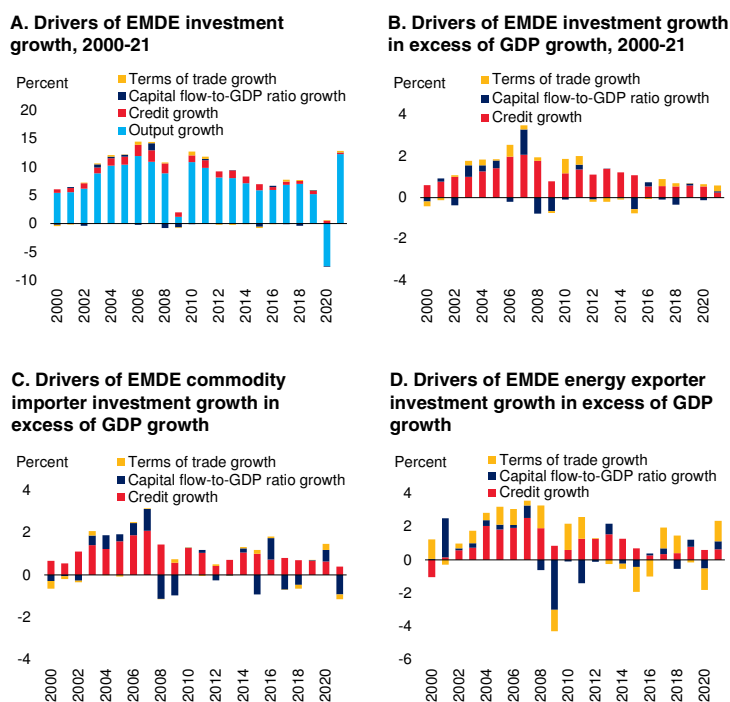 A. Drivers of EMDE investment
growth, 2000-21
Percent
Terms of trade growth
Capital flow-to-GDP ratio growth
Credit growth
Output growth
20
15
10
5
0
-5
-10
2000
2002
2004
2006
2008
2010
2012
2014
2016
2018
2020
B. Drivers of EMDE investment growth
in excess of GDP growth, 2000-21
Percent
Terms of trade growth
Capital flow-to-GDP ratio growth
Credit growth
4
2
0
-2
-4
2000
2002
2004
2006
2008
2010
2012
2014
2016
2018
2020
C. Drivers of EMDE commodity
importer investment growth in
excess of GDP growth
Percent
Terms of trade growth
Capital flow-to-GDP ratio growth
Credit growth
4
2
0
-2
-4
2000
2002
2004
2006
2008
2010
2012
2014
2016
2018
2020
D. Drivers of EMDE energy exporter
investment growth in excess of GDP
growth
Percent
Terms of trade growth
Capital flow-to-GDP ratio growth
Credit growth
4
2
0
-2
-4
-6
2000
2002
2004
2006
2008
2010
2012
2014
2016
2018
2020